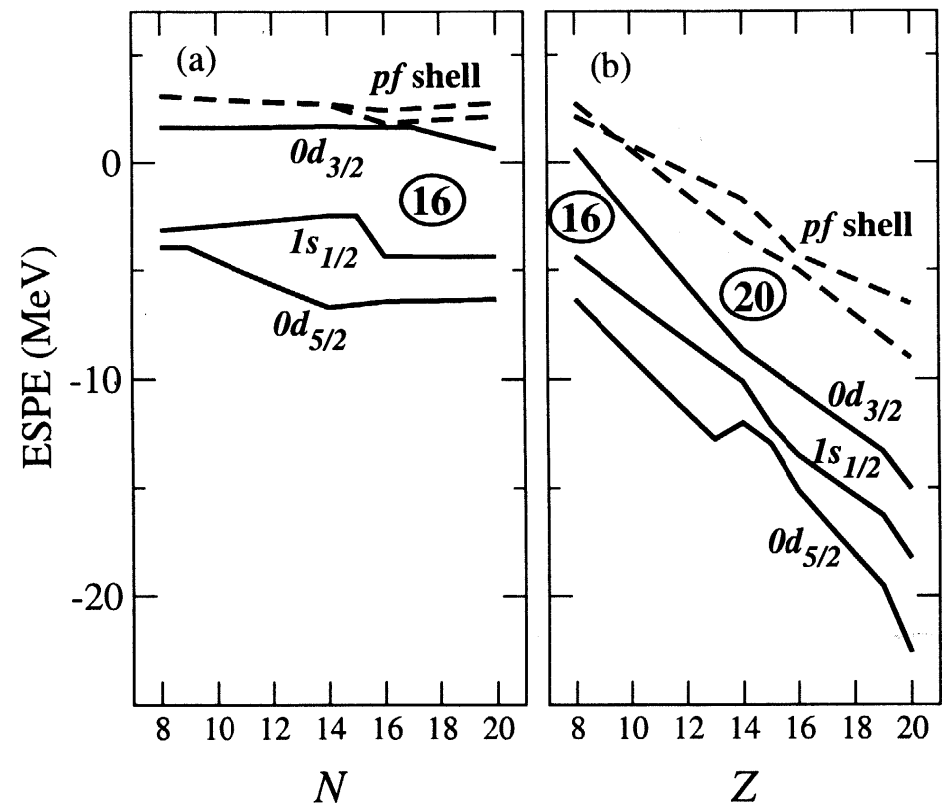 (a)
pf shell
0d3/2
16
1s1/2
0d5/2
(b)
16
pf shell
20
0d3/2
1s1/2
0d5/2
ESPE (MeV)
0
-10
-20
8 10 12 14 16 18 20
8 10 12 14 16 18 20
N
Z